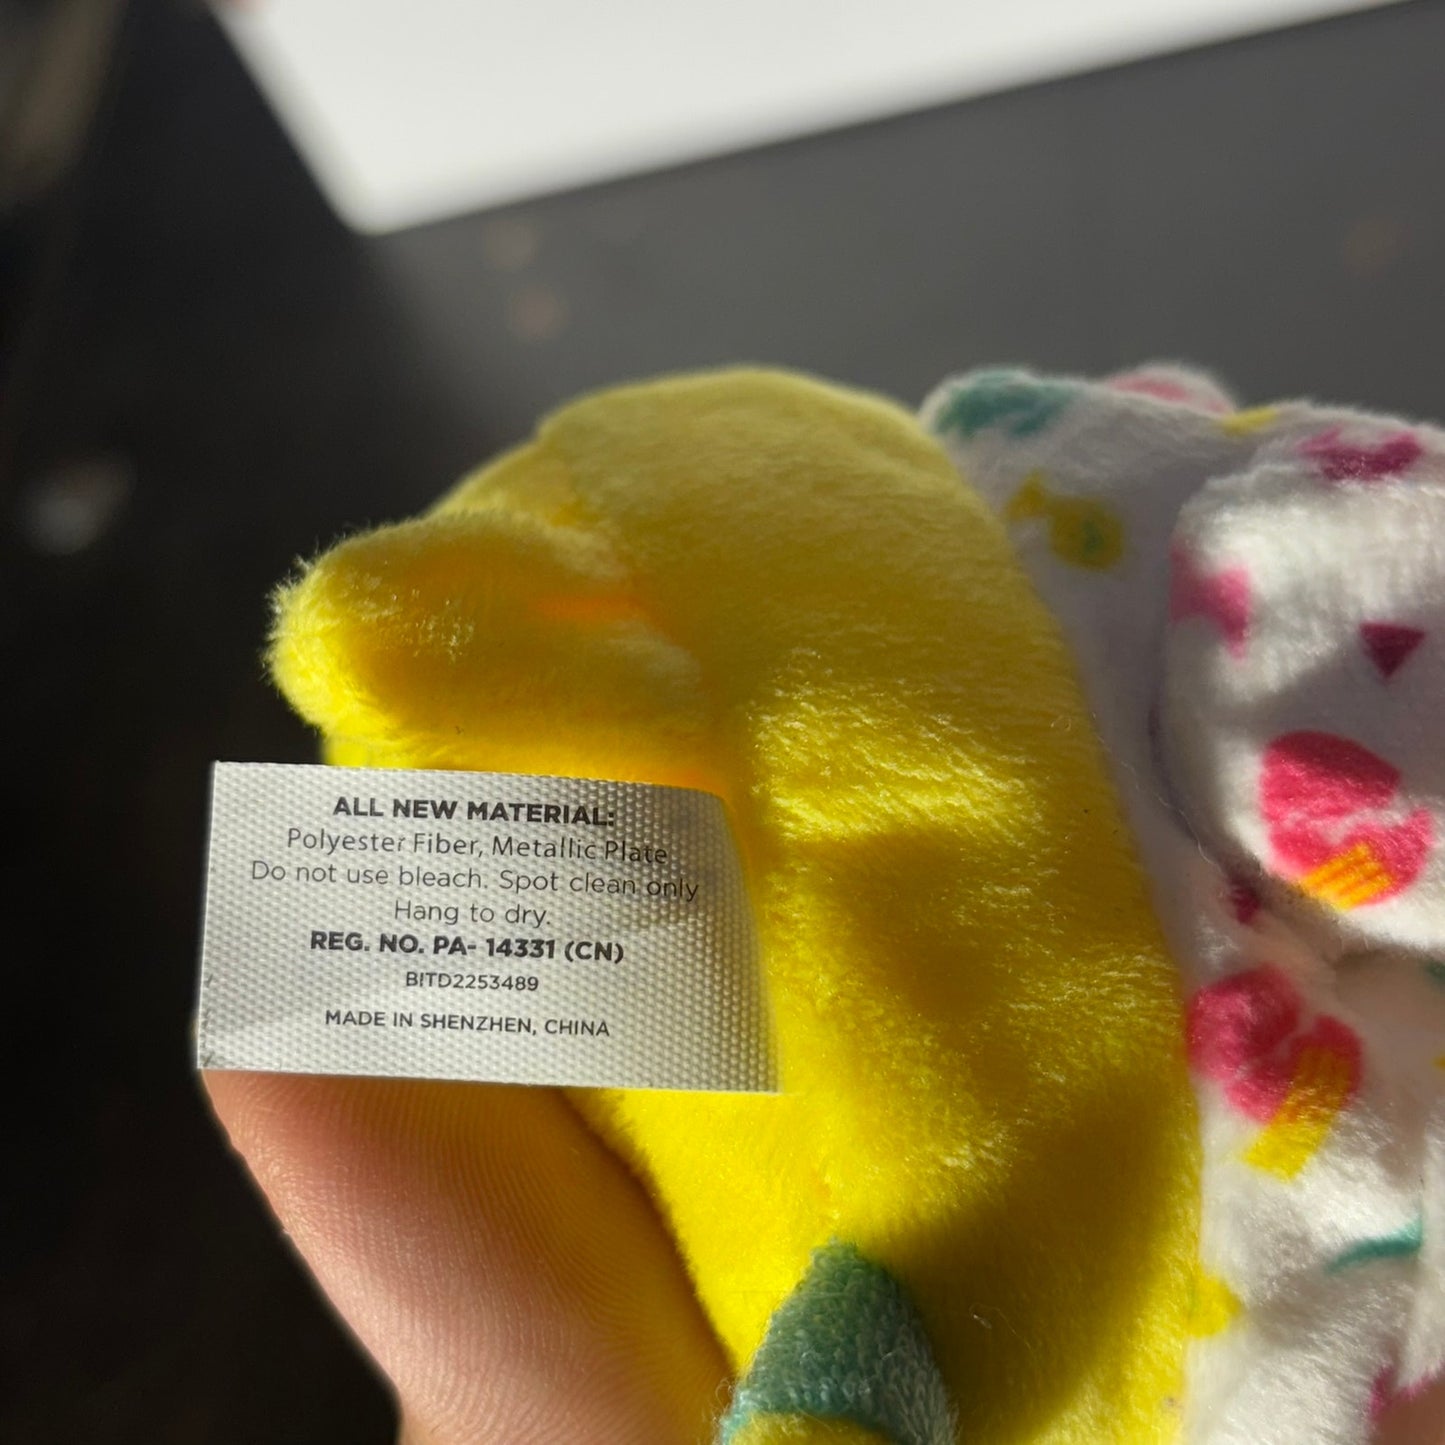 ALL NEW MATERIAL:
Polyester Fiber, Metallic Plate
Do not use bleach. Spot clean only
Hang to dry.
REG. NO. PA- 14331 (CN)
BITD2253489
MADE IN SHENZHEN, CHINA